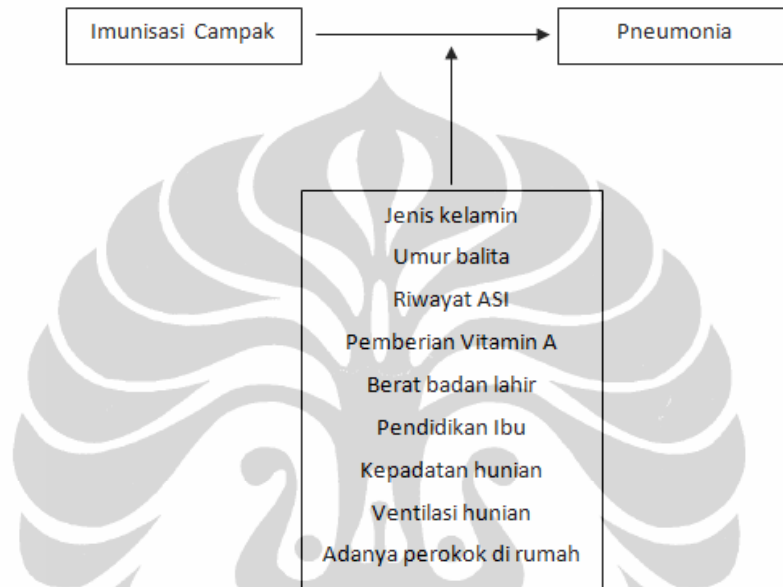 Imunisasi Campak
Pneumonia
Jenis kelamin
Umur balita
Riwayat ASI
Pemberian Vitamin A
Berat badan lahir
Pendidikan Ibu
Kepadatan hunian
Ventilasi hunian
Adanya perokok di rumah